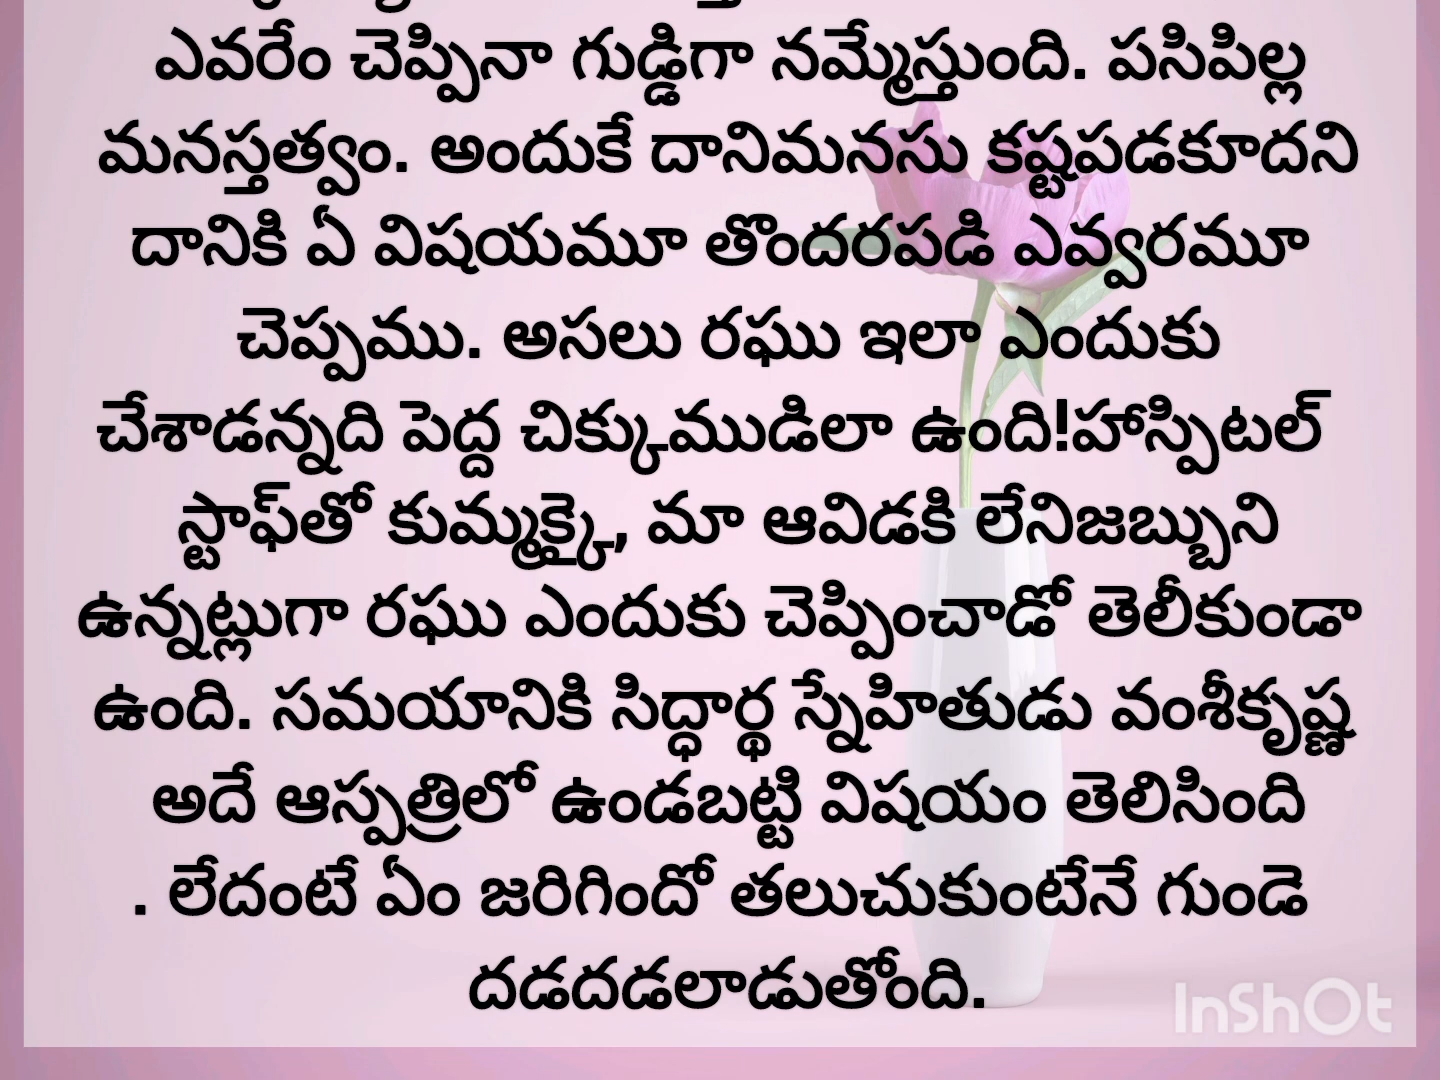 ఎవరేం చెప్పినా గుడ్డిగా నమ్మేస్తుంది. పసిపిల్ల
మనస్తత్వం. అందుకే దానిమనసు కష్టపడకూదని
దానికి ఏ విషయమూ తొందరపడి ఎవ్వరమూ
చెప్పము. అసలు రఘు ఇలా ఎందుకు
చేశాడన్నది పెద్ద చిక్కుముడిలా ఉంది!హాస్పిటల్
స్టాఫ్‌తో కుమ్మక్కై, మా ఆవిడకి లేనిజబ్బుని
ఉన్నట్లుగా రఘు ఎందుకు చెప్పించాడో తెలీకుండా
ఉంది. సమయానికి సిద్ధార్థ స్నేహితుడు వంశీకృష్ణ
అదే ఆస్పత్రిలో ఉండబట్టి విషయం తెలిసింది
. లేదంటే ఏం జరిగిందో తలుచుకుంటేనే గుండె
దడదడలాడుతోంది.
InShOt